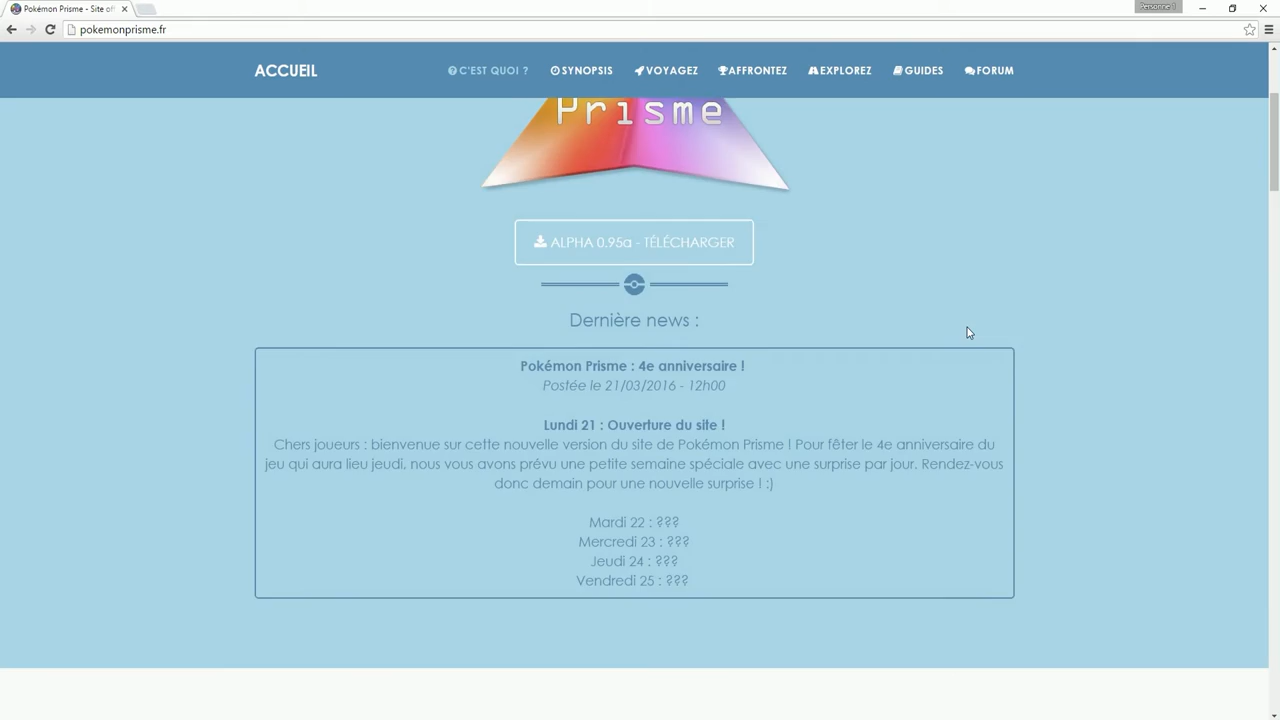 Pokémon Prisme - Site of
Personne 1
pokemonprisme.fr
ACCUEIL
C'EST QUOI ?
SYNOPSIS
VOYAGEZ
AFFRONTEZ
EXPLOREZ
GUIDES
FORUM
Prisme
ALPHA 0.95a - TÉLÉCHARGER
Dernière news :
Pokémon Prisme : 4e anniversaire !
Postée le 21/03/2016 - 12h00
Lundi 21 : Ouverture du site !
Chers joueurs : bienvenue sur cette nouvelle version du site de Pokémon Prisme ! Pour fêter le 4e anniversaire du
jeu qui aura lieu jeudi, nous vous avons prévu une petite semaine spéciale avec une surprise par jour. Rendez-vous
donc demain pour une nouvelle surprise ! :)
Mardi 22 : ???
Mercredi 23 : ???
Jeudi 24 : ???
Vendredi 25 : ???